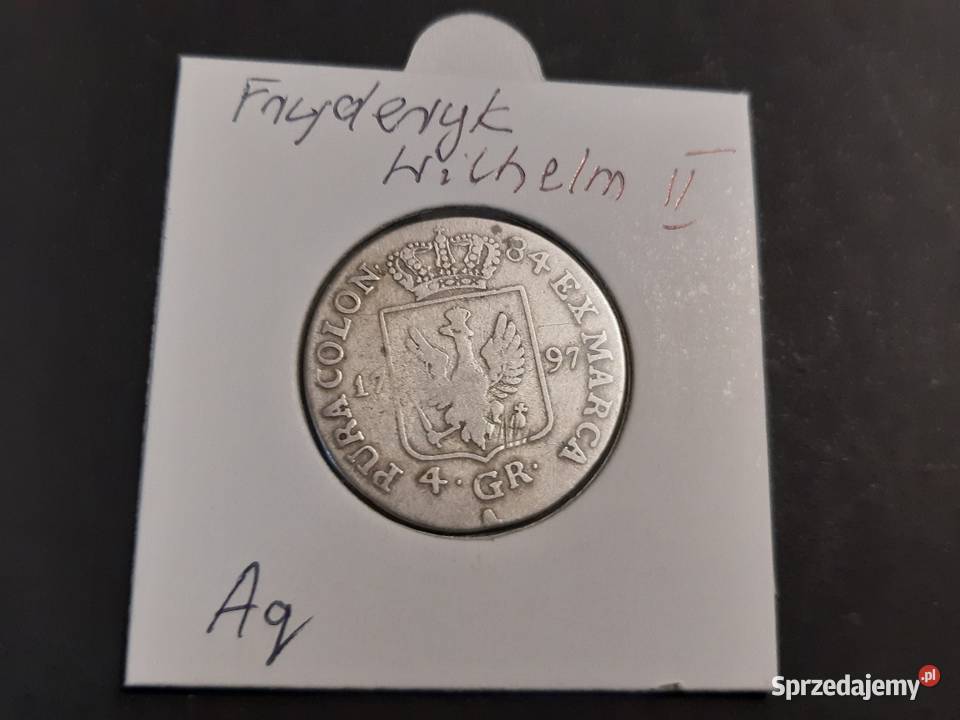 Fryderyk
Wilhelm II
84 EX MARCA
PURA COLON.
17 97
4 · GR ·
A
Ag
Sprzedajemy.pl